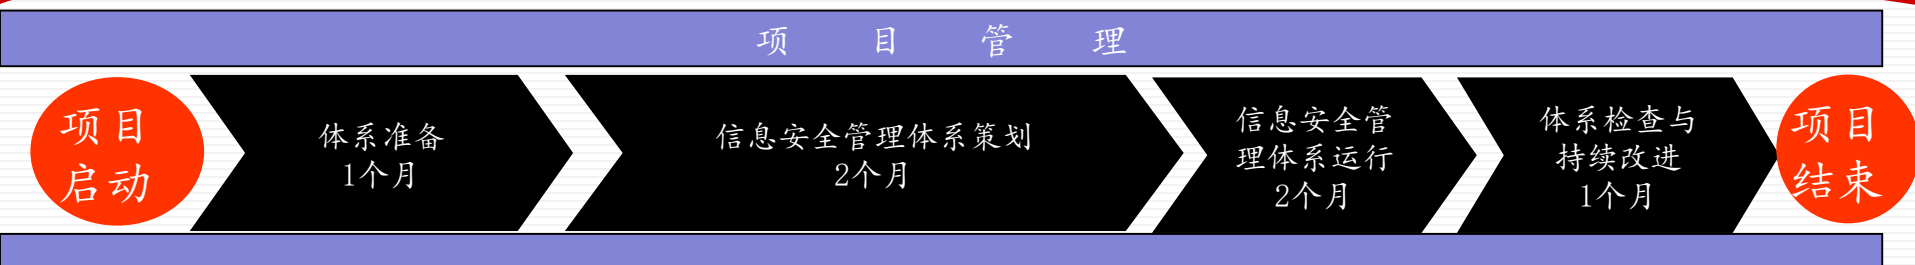 项目管理
项目
启动
体系准备
1个月
信息安全管理体系策划
2个月
信息安全管
理体系运行
2个月
体系检查与
持续改进
1个月
项目
结束